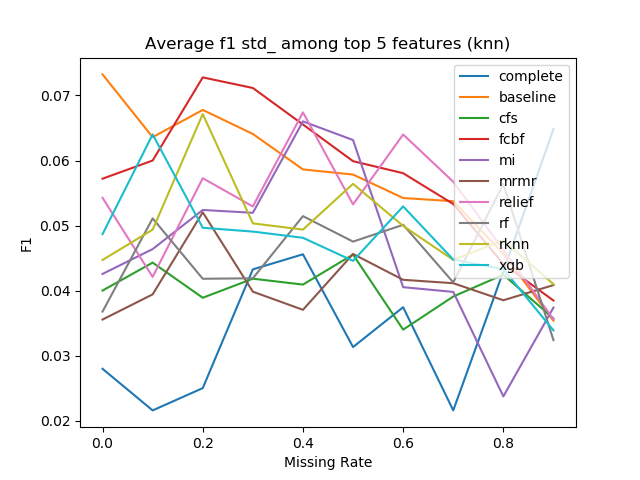 Average f1 std_ among top 5 features (knn)
F1
0.07
0.06
0.05
0.04
0.03
0.02
0.0
0.2
0.4
0.6
0.8
Missing Rate
complete
baseline
cfs
fcbf
mi
mrmr
relief
rf
rknn
xgb